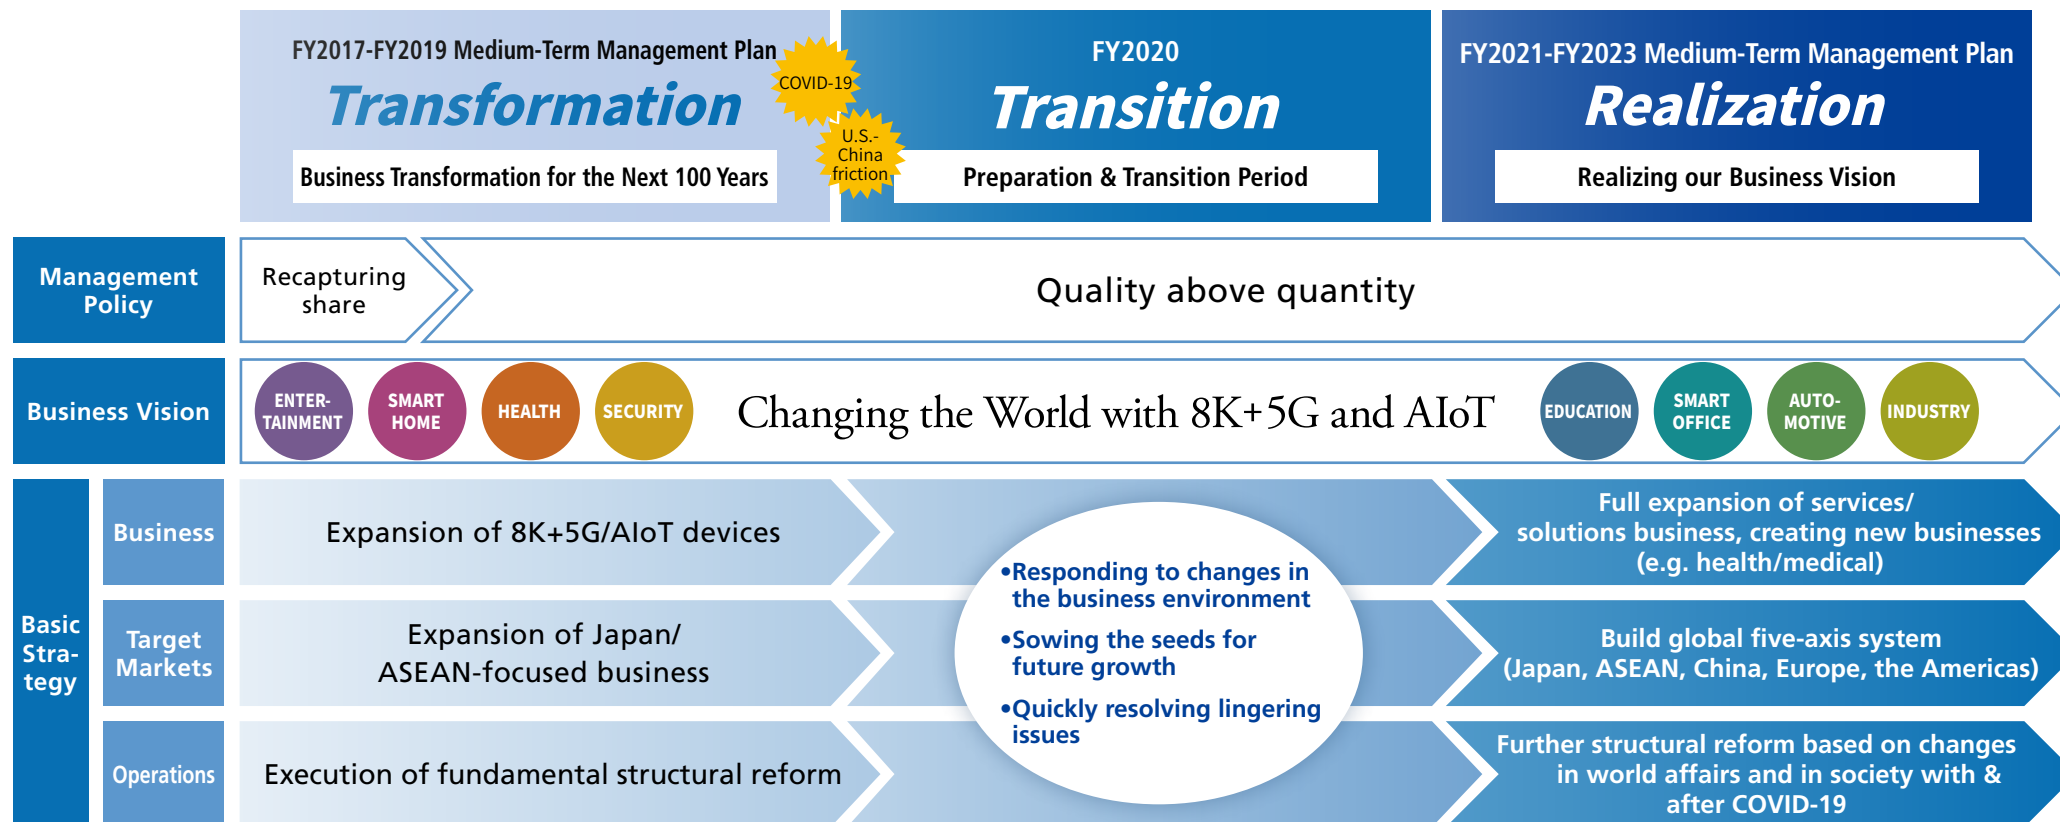 FY2017-FY2019 Medium-Term Management Plan
Transformation
Business Transformation for the Next 100 Years
COVID-19
U.S.-
China
friction
FY2020
Transition
Preparation & Transition Period
FY2021-FY2023 Medium-Term Management Plan
Realization
Realizing our Business Vision
Management
Policy
Recapturing
share
Quality above quantity
Business Vision
ENTER-
TAINMENT
SMART
HOME
HEALTH
SECURITY
Changing the World with 8K+5G and AIoT
EDUCATION
SMART
OFFICE
AUTO-
MOTIVE
INDUSTRY
Basic
Stra-
tegy
Business
Expansion of 8K+5G/AIoT devices
Full expansion of services/
solutions business, creating new businesses
(e.g. health/medical)
Target
Markets
Expansion of Japan/
ASEAN-focused business
Build global five-axis system
(Japan, ASEAN, China, Europe, the Americas)
Operations
Execution of fundamental structural reform
Further structural reform based on changes
in world affairs and in society with &
after COVID-19
•Responding to changes in
the business environment
•Sowing the seeds for
future growth
•Quickly resolving lingering
issues